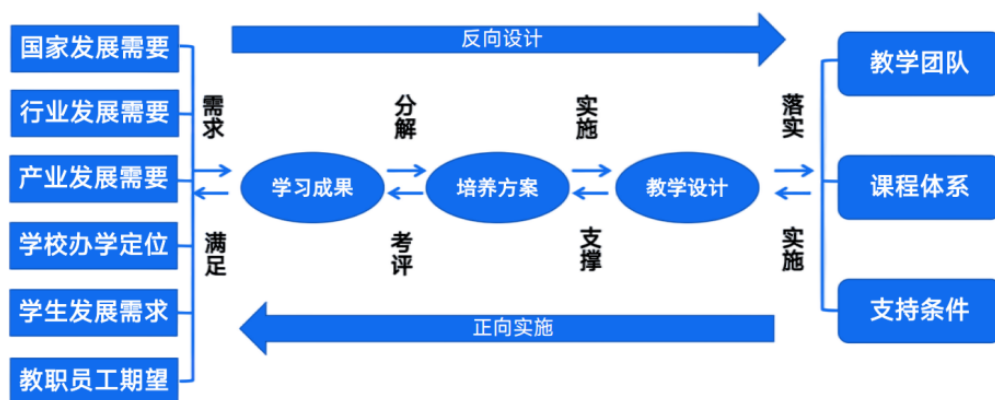 国家发展需要
行业发展需要
产业发展需要
学校办学定位
学生发展需求
教职员工期望
反向设计
需求
分解
实施
落实
学习成果
培养方案
教学设计
满足
考评
支撑
实施
正向实施
教学团队
课程体系
支持条件